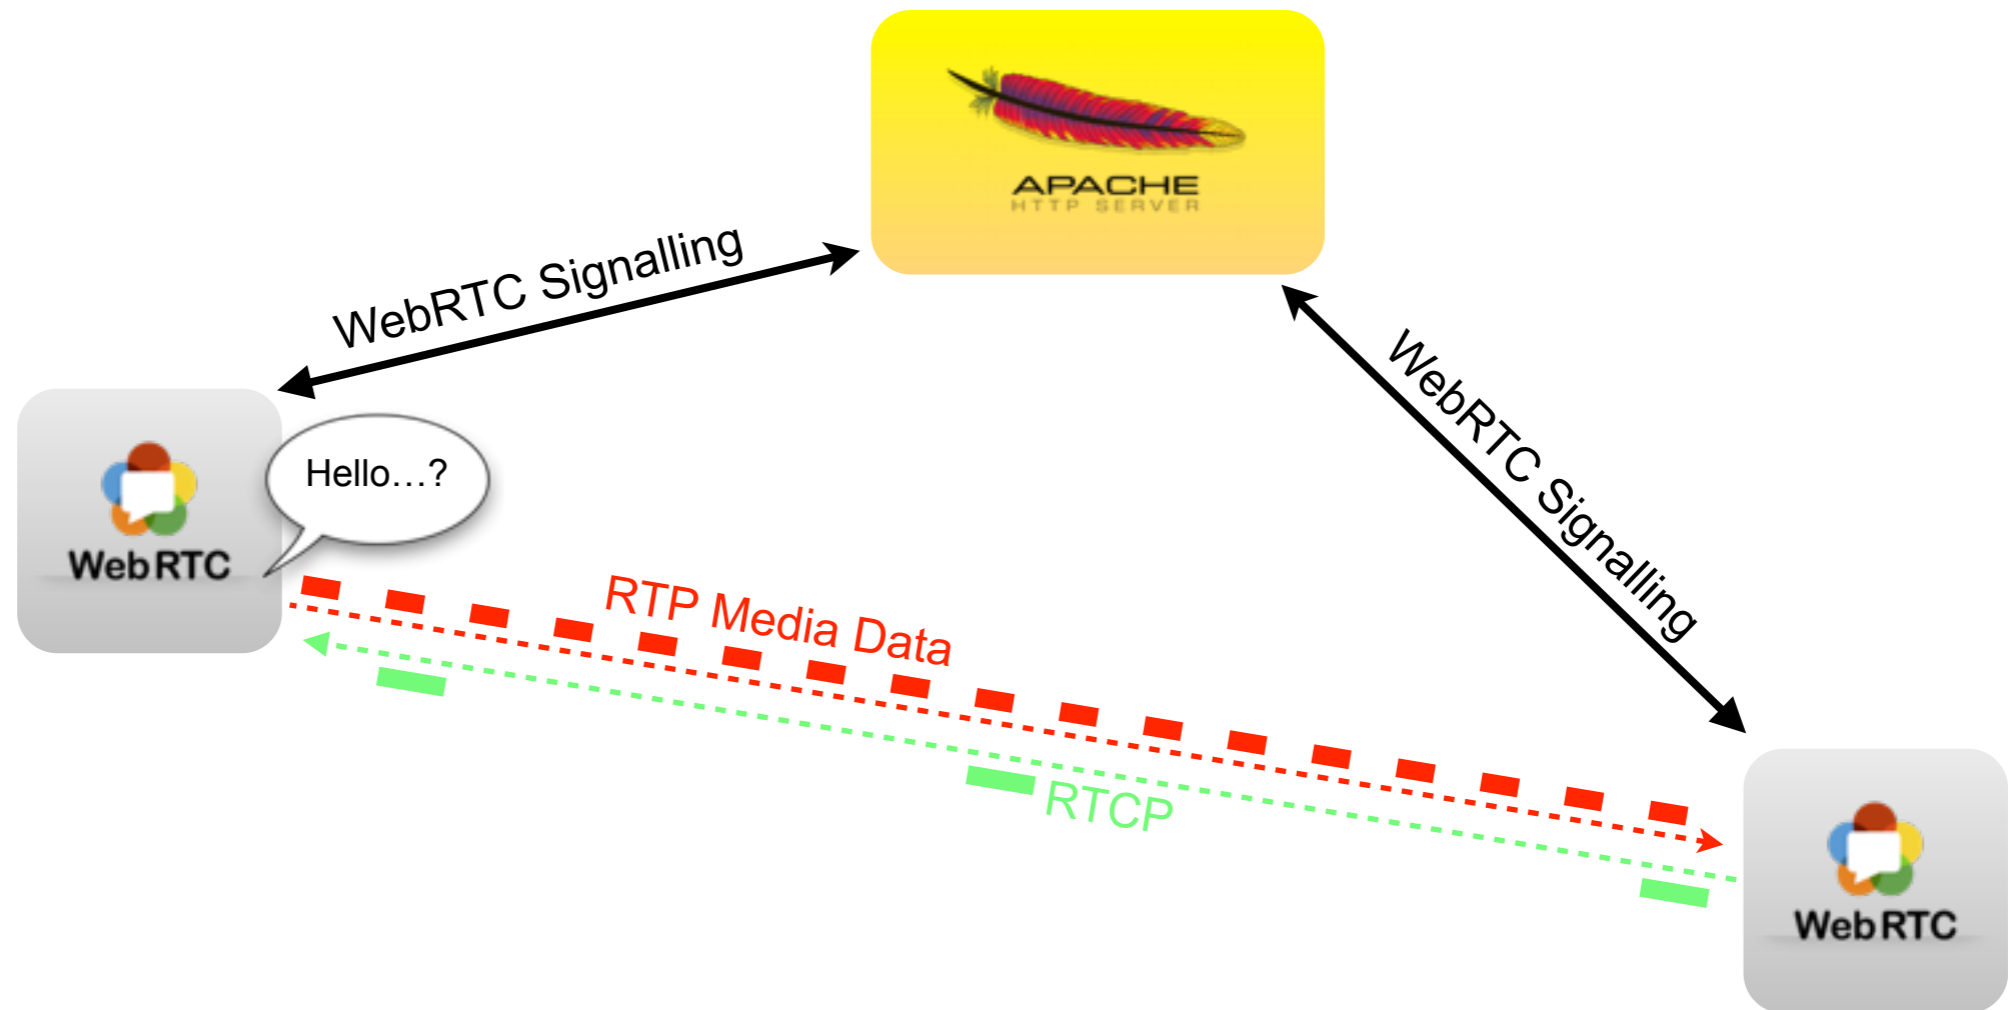 APACHE
HTTP SERVER
WebRTC Signalling
WebRTC Signalling
Hello...?
WebRTC
RTP Media Data
RTCP
WebRTC